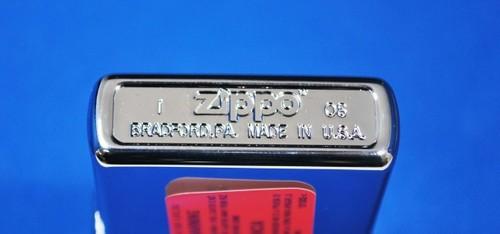 I Zippo 08
BRADFORD.PA. MADE IN U.S.A.